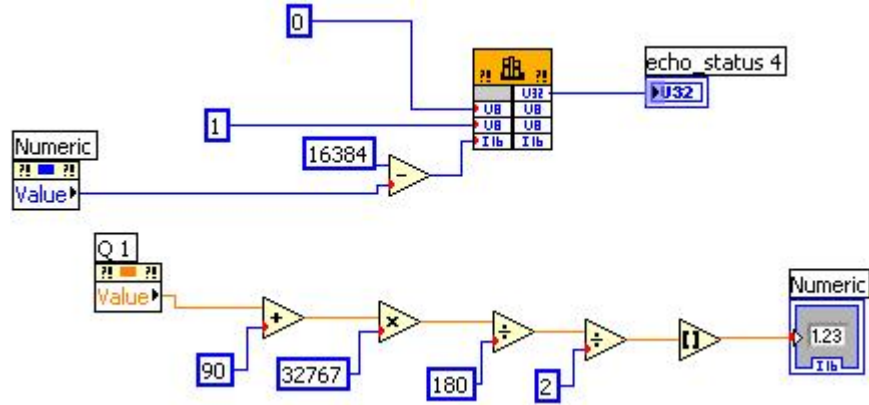 0
echo_status 4
?! ?!
U32
U8 U8
U32
1
U8 U8
I16 I16
Numeric
16384
?! ?!
−
Value
Q 1
?! ?!
Value
Numeric
+
×
÷
÷
[ ]
1.23
90
32767
180
2
I16